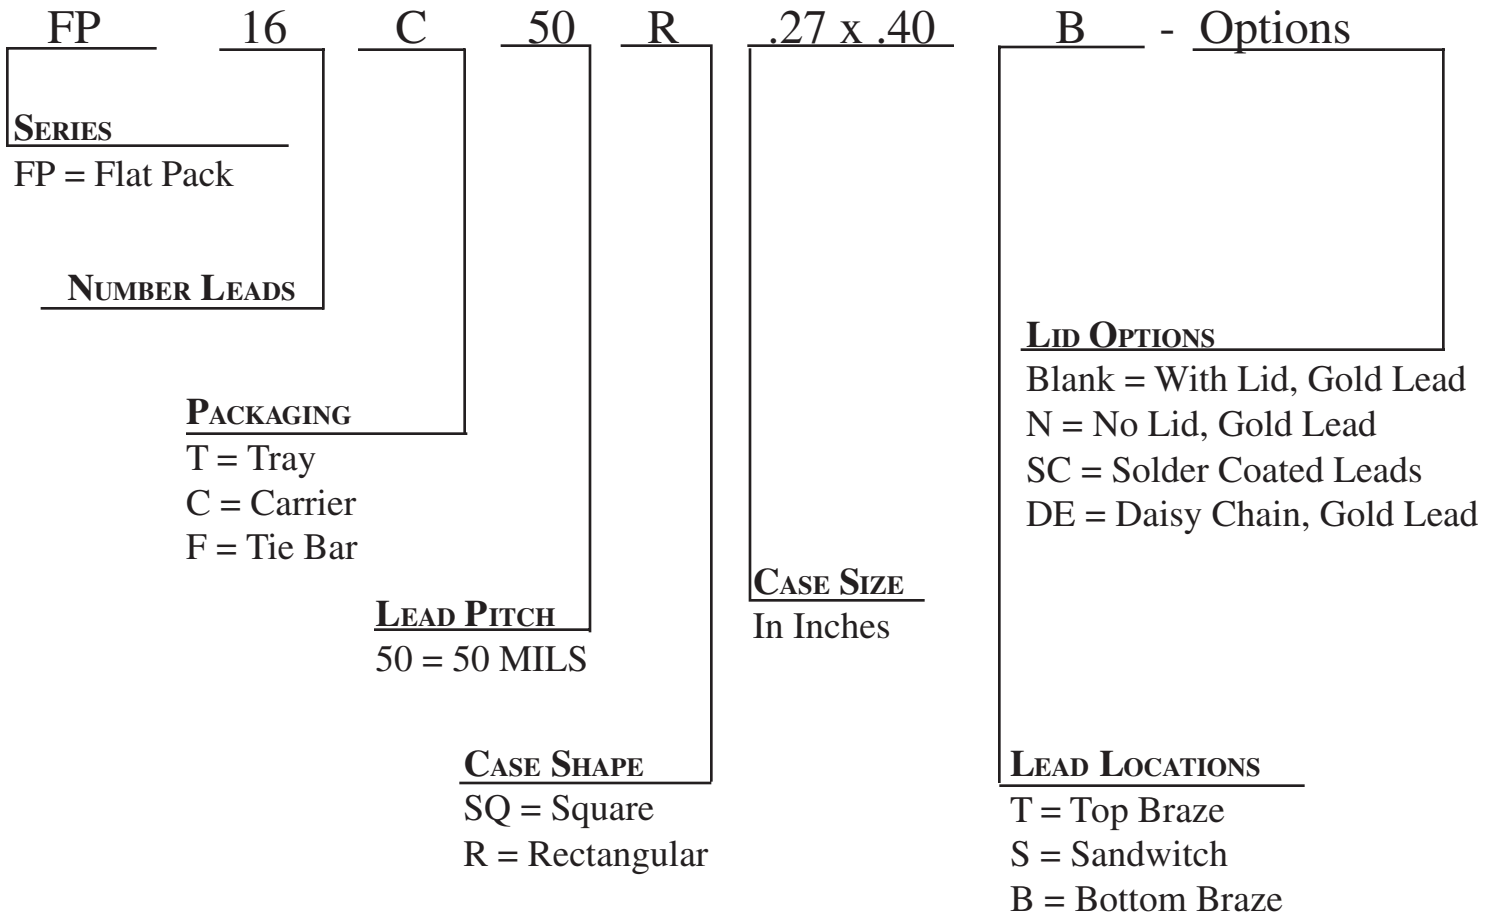 FP 16 C 50 R .27 x .40 B - Options
SERIES
FP = Flat Pack
NUMBER LEADS
PACKAGING
T = Tray
C = Carrier
F = Tie Bar
LEAD PITCH
50 = 50 MILS
CASE SHAPE
SQ = Square
R = Rectangular
CASE SIZE
In Inches
LID OPTIONS
Blank = With Lid, Gold Lead
N = No Lid, Gold Lead
SC = Solder Coated Leads
DE = Daisy Chain, Gold Lead
LEAD LOCATIONS
T = Top Braze
S = Sandwitch
B = Bottom Braze